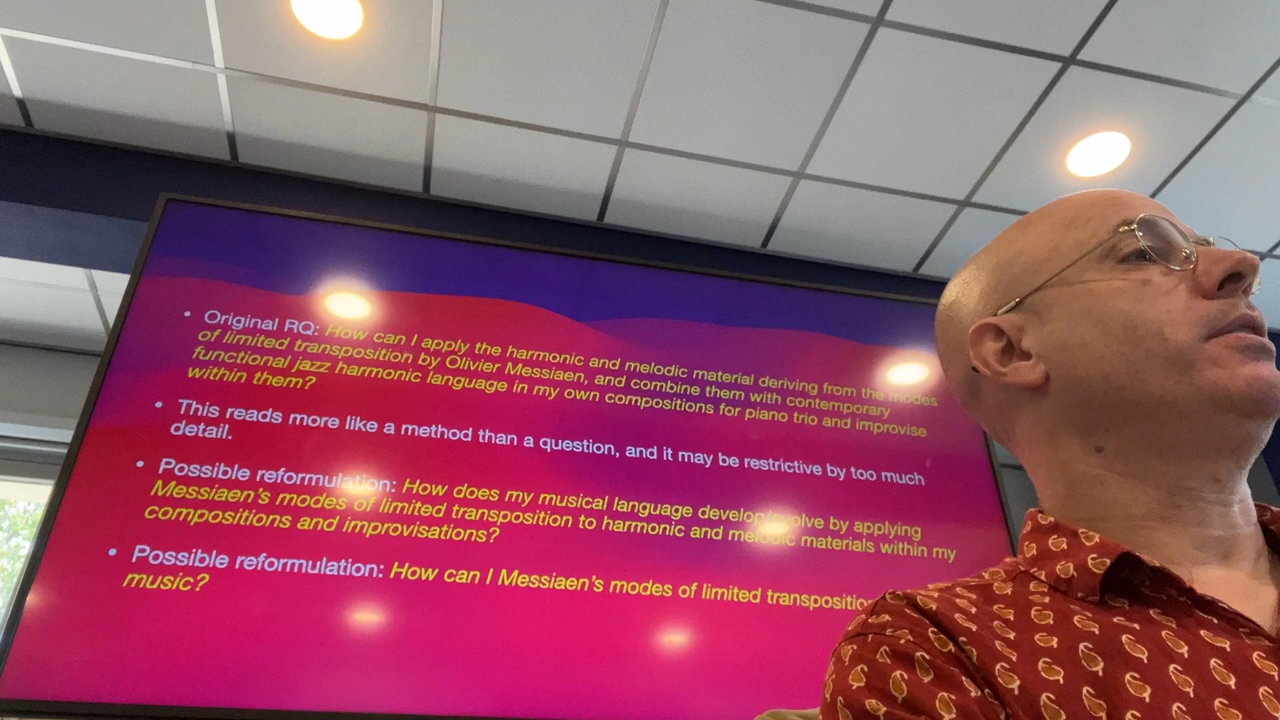 • Original RQ: How can I apply the harmonic and melodic material deriving from the modes
of limited transposition by Olivier Messiaen, and combine them with contemporary
functional jazz harmonic language in my own compositions for piano trio and improvise
within them?
• This reads more like a method than a question, and it may be restrictive by too much
detail.
• Possible reformulation: How does my musical language develop/evolve by applying
Messiaen's modes of limited transposition to harmonic and melodic materials within my
compositions and improvisations?
• Possible reformulation: How can I Messiaen's modes of limited
music?